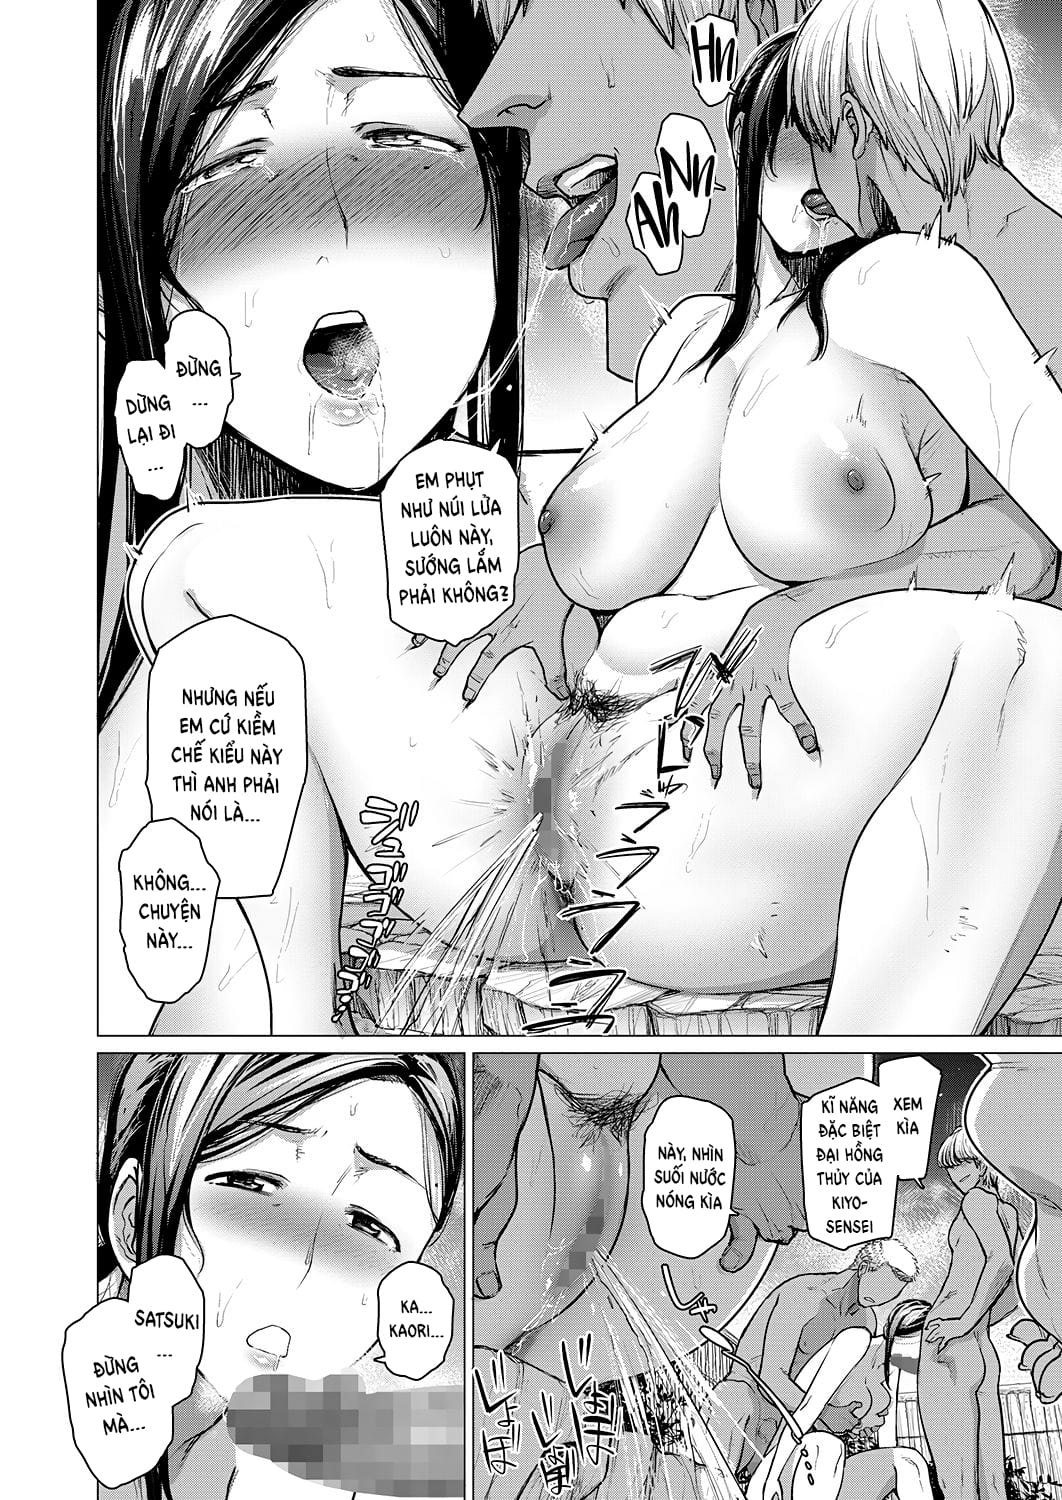 HN
NN
AH
EM PHỤT
NHƯ NÚI LỬA
LUÔN NÀY,
SƯỚNG LẮM
PHẢI KHÔNG?
ĐỪNG
...
DỪNG
LẠI ĐI
...
NHƯNG NẾU
EM CỨ KIỀM
CHẾ KIỂU NÀY
THÌ ANH PHẢI
NÓI LÀ...
KHÔNG...
CHUYỆN
NÀY...
XEM
KÌA
KĨ NĂNG
ĐẶC BIỆT
ĐẠI HỒNG
THỦY CỦA
KIYO-
SENSEI
NÀY, NHÌN
SUỐI NƯỚC
NÓNG KÌA
KA...
KAORI...
SATSUKI
...
ĐỪNG
NHÌN TÔI
MÀ...